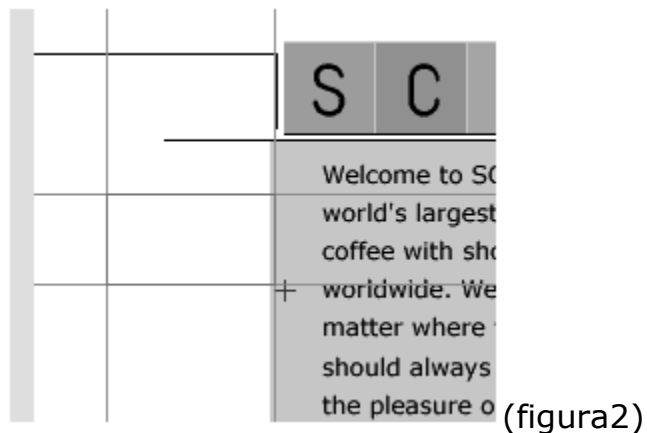 S C
Welcome to SC
world's largest
coffee with sho
worldwide. We
matter where
should always
the pleasure o
(figura2)